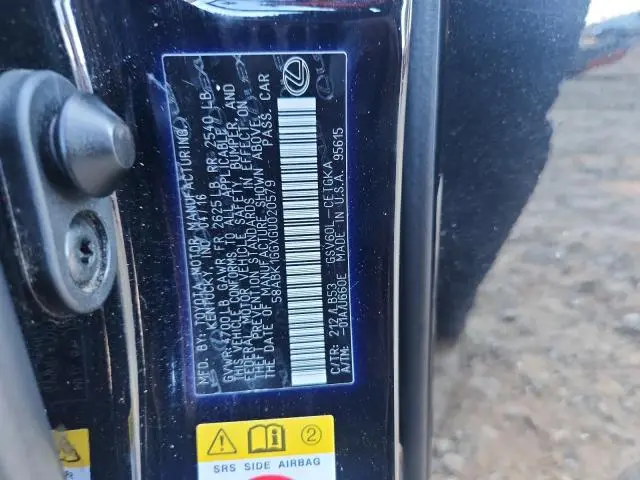 MFD. BY: TOYOTA MOTOR MANUFACTURING,
KENTUCKY, INC. 04/16
GVWR 4700LB GAWR FR 2625 LB RR 2540 LB
THIS VEHICLE CONFORMS TO ALL APPLICABLE
FEDERAL MOTOR VEHICLE SAFETY, BUMPER, AND
THEFT PREVENTION STANDARDS IN EFFECT ON
THE DATE OF MANUFACTURE SHOWN ABOVE.
58ABK1GGXGU020579 PASS. CAR
C/TR: 212 /LB53 GSV60L-CETGKA
A/TM: 01A/U660E MADE IN U.S.A. 95615
2
SRS SIDE AIRBAG